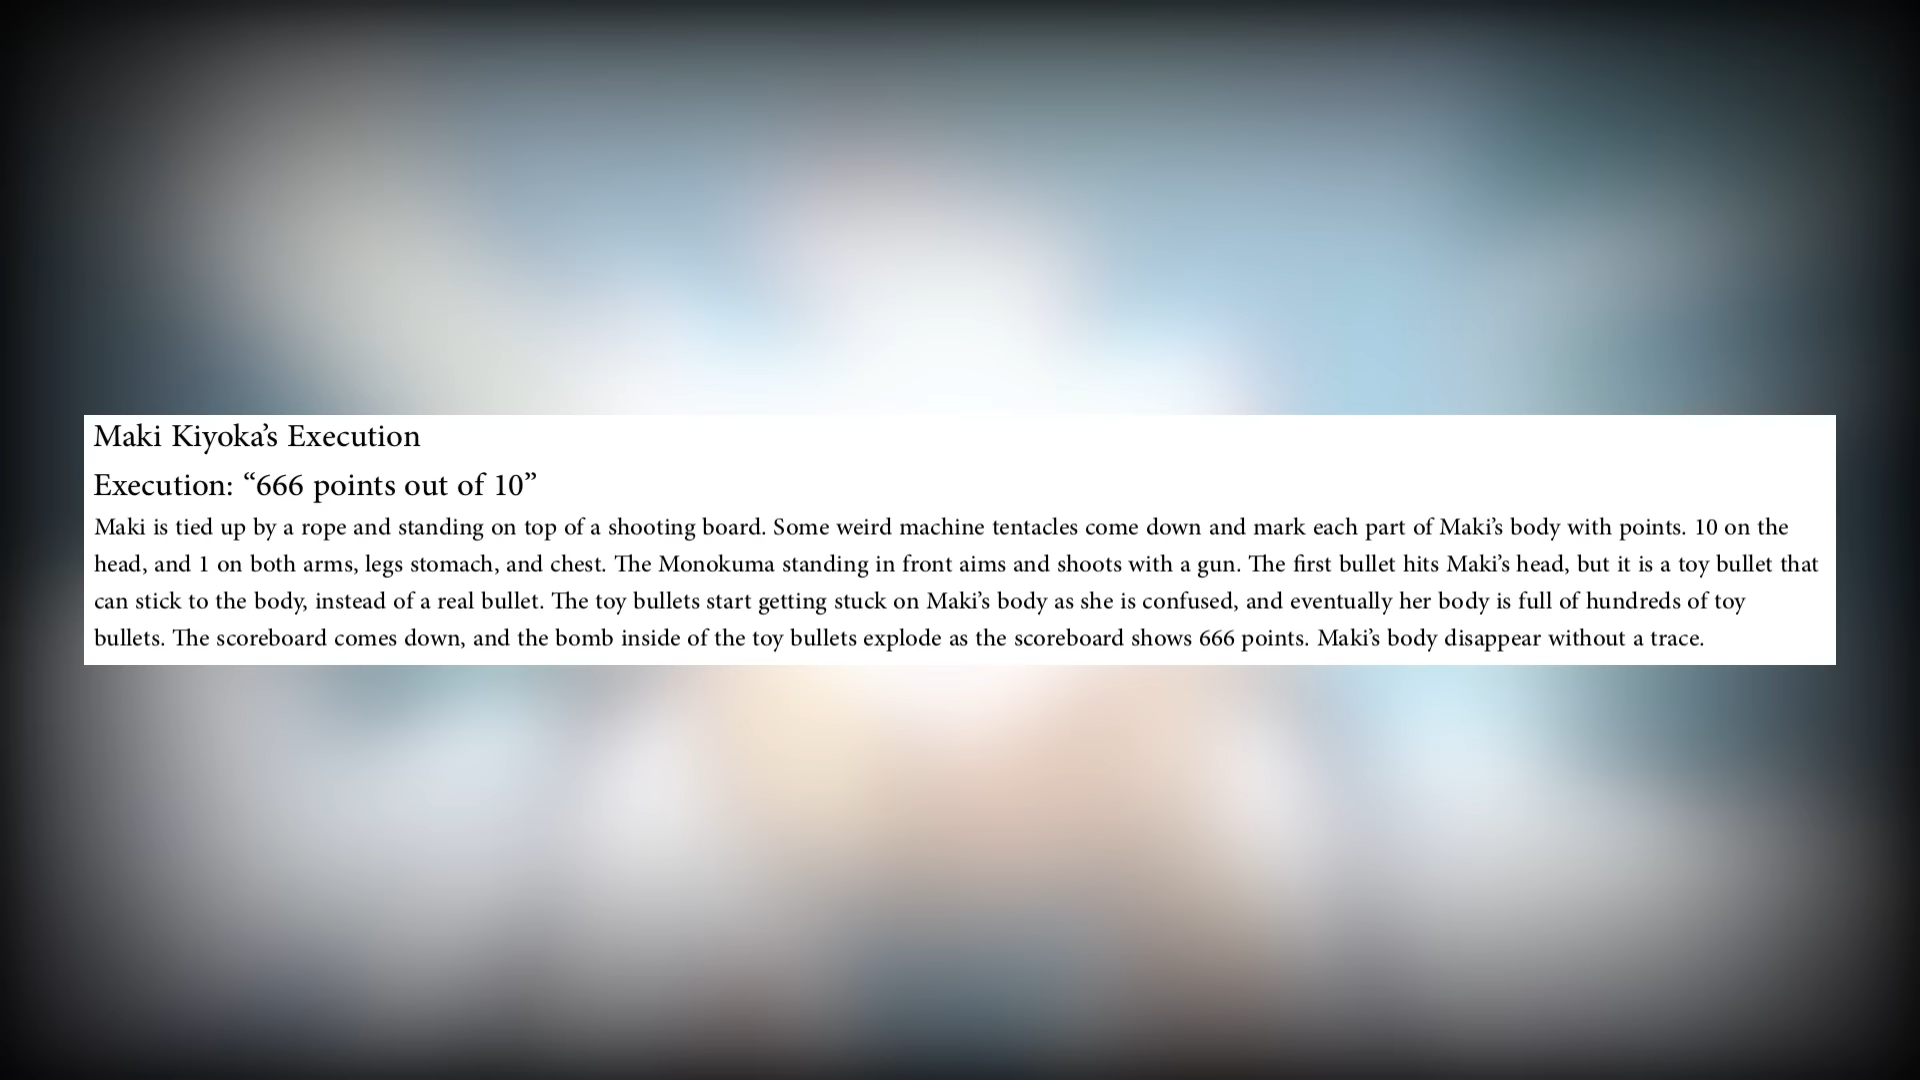 Maki Kiyoka’s Execution
Execution: “666 points out of 10”
Maki is tied up by a rope and standing on top of a shooting board. Some weird machine tentacles come down and mark each part of Maki’s body with points. 10 on the
head, and 1 on both arms, legs stomach, and chest. The Monokuma standing in front aims and shoots with a gun. The first bullet hits Maki’s head, but it is a toy bullet that
can stick to the body, instead of a real bullet. The toy bullets start getting stuck on Maki’s body as she is confused, and eventually her body is full of hundreds of toy
bullets. The scoreboard comes down, and the bomb inside of the toy bullets explode as the scoreboard shows 666 points. Maki’s body disappear without a trace.